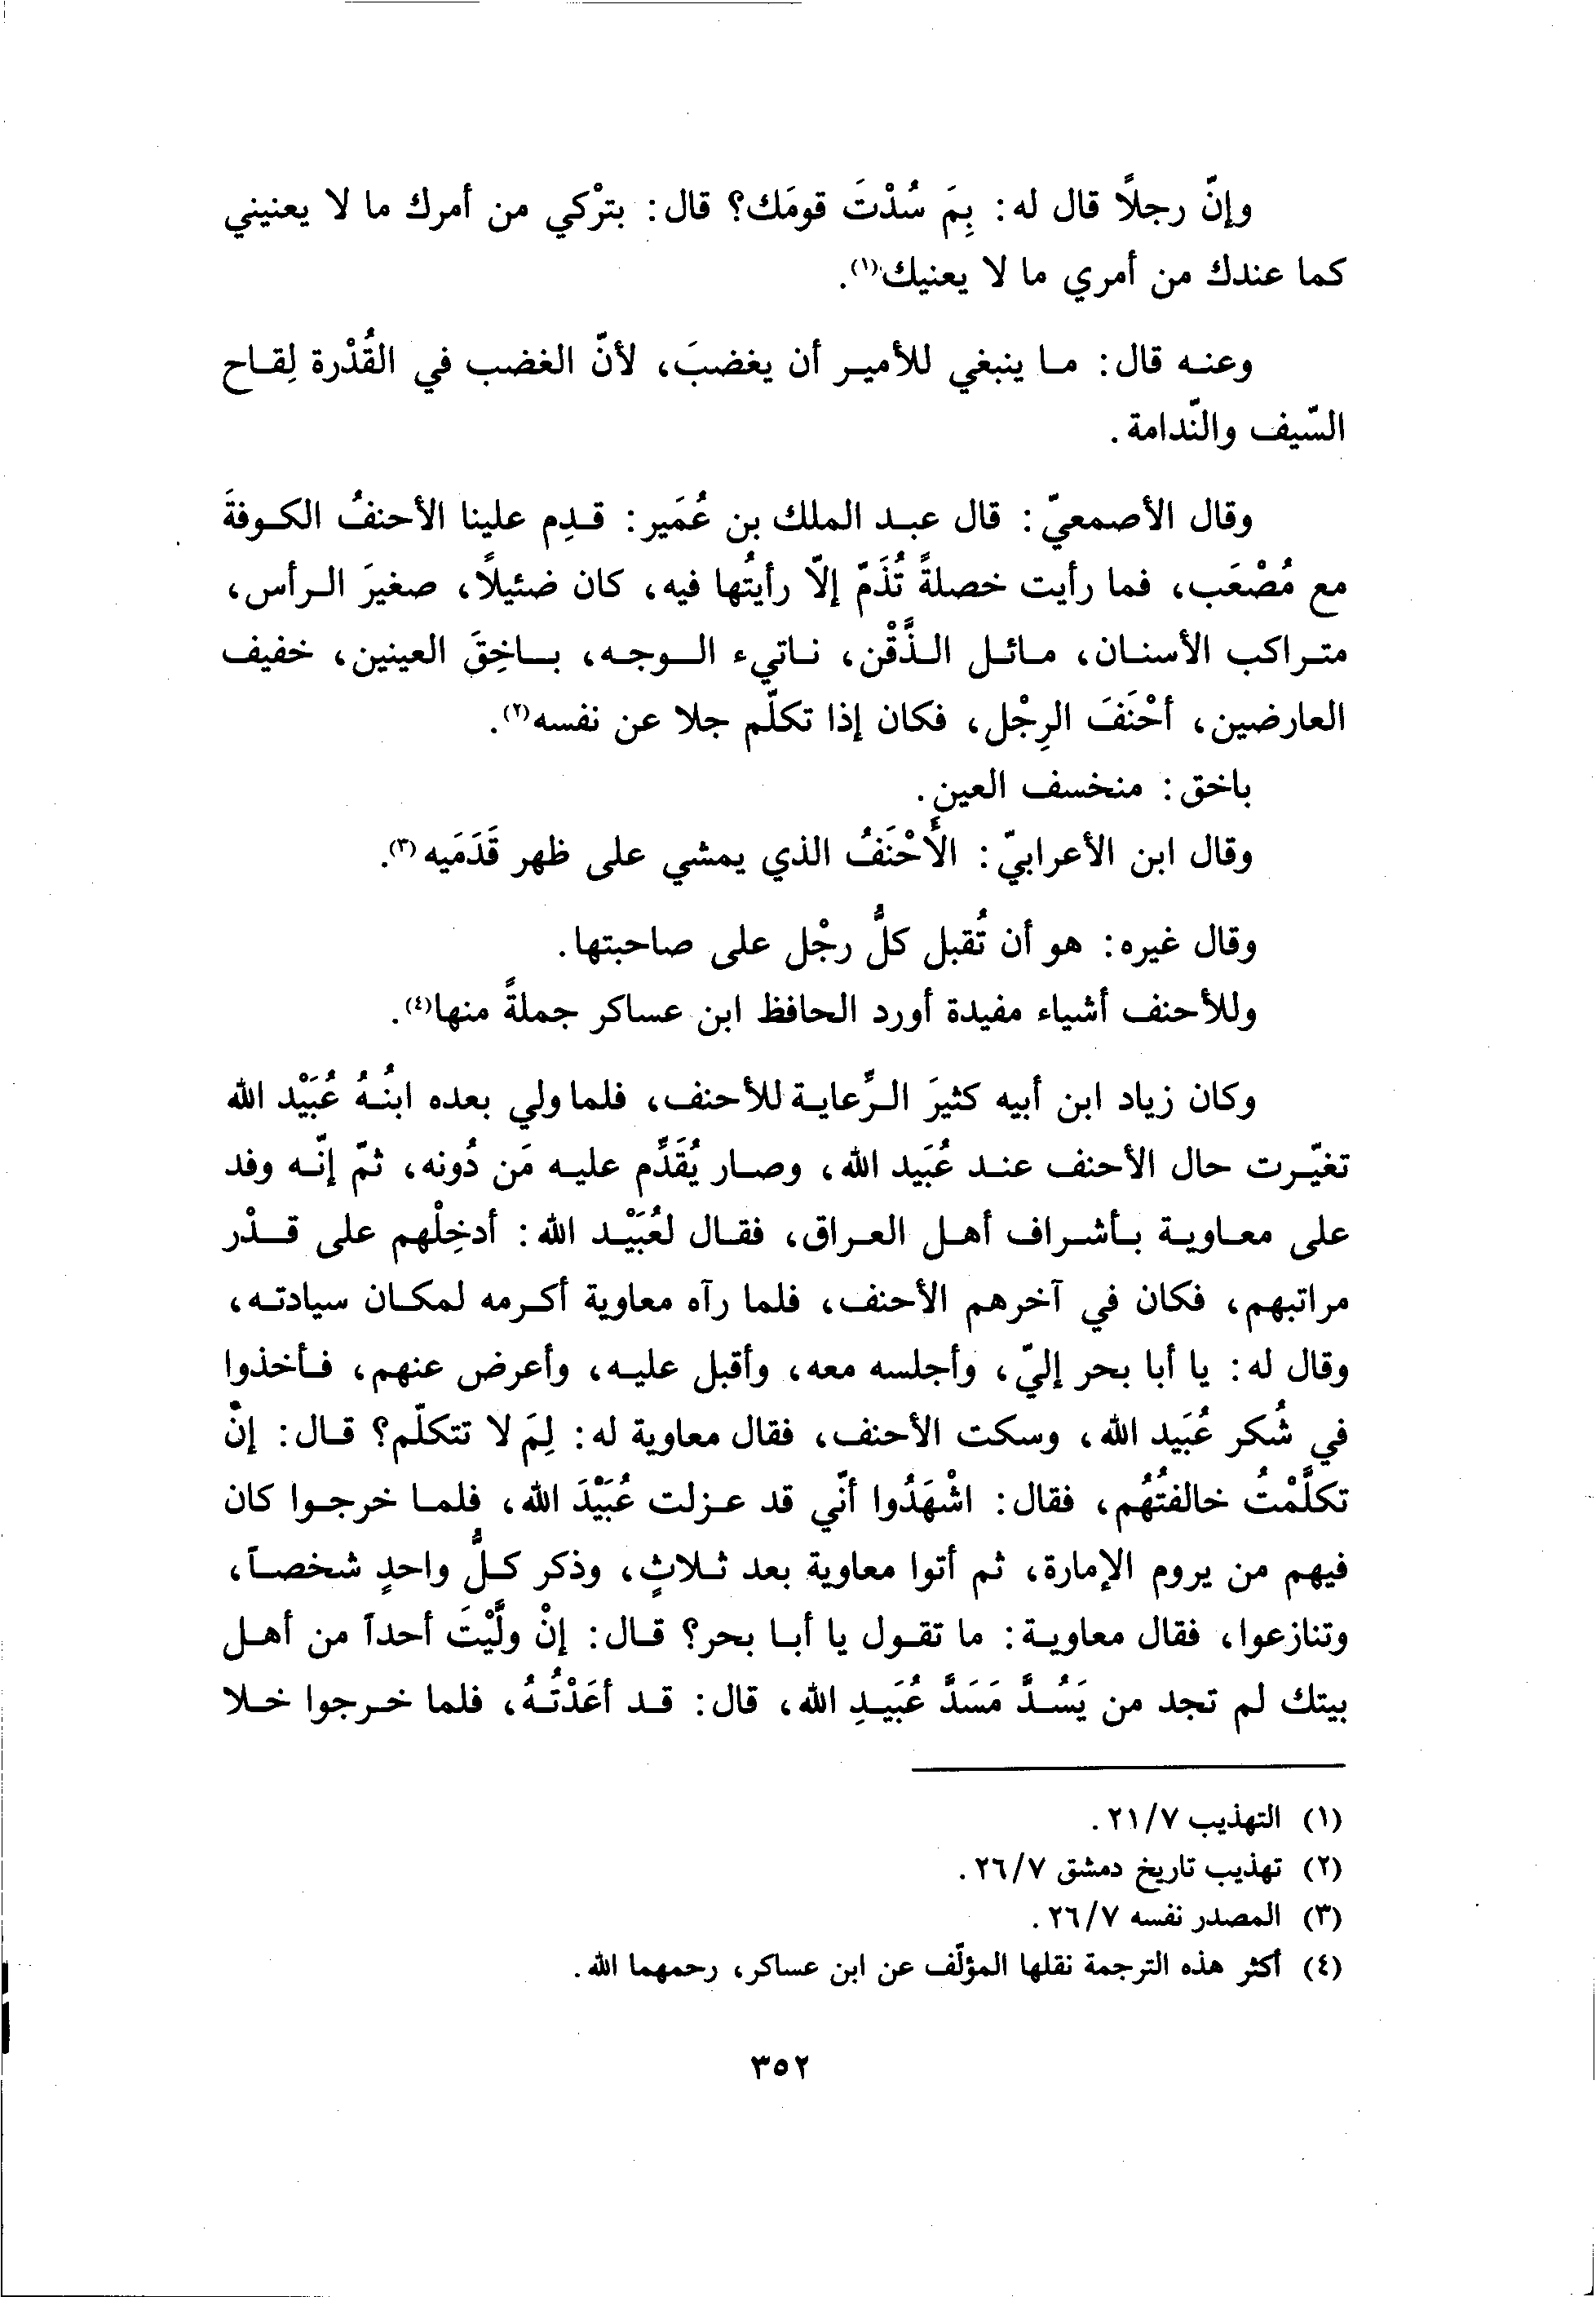 وإنّ رجلاً قال له: بِمَ سُدْتَ قومَك؟ قال: بترْكي من أمرك ما لا يعنيني
كما عندك من أمري ما لا يعنيك(١).
وعنه قال: ما ينبغي للأمير أن يغضبَ، لأنّ الغضب في القُدْرة لِقاح
السّيف والنّدامة.
وقال الأصمعيّ: قال عبد الملك بن عُمَير: قدِم علينا الأحنفُ الكوفةَ
مع مُصْعَب، فما رأيت خصلةً تُذَمّ إلاّ رأيتُها فيه، كان ضئيلاً، صغيرَ الرأس،
متراكب الأسنان، مائل الذَّقْن، ناتيء الوجه، باخِقَ العينين، خفيف
العارضين، أحْنَفَ الرِجْل، فكان إذا تكلّم جلا عن نفسه(٢).
باخق: منخسف العين.
وقال ابن الأعرابيّ: الأَحْنَفُ الذي يمشي على ظهر قَدَمَيه(٣).
وقال غيره: هو أن تُقبل كلُّ رجْل على صاحبتها.
وللأحنف أشياء مفيدة أورد الحافظ ابن عساكر جملةً منها(٤).
وكان زياد ابن أبيه كثيرَ الرِّعاية للأحنف، فلما ولي بعده ابنُهُ عُبَيْد الله
تغيّرت حال الأحنف عند عُبَيد الله، وصار يُقَدِّم عليه مَن دُونه، ثمّ إنّه وفد
على معاوية بأشراف أهل العراق، فقال لعُبَيْد الله: أدخِلْهم على قدْر
مراتبهم، فكان في آخرهم الأحنف، فلما رآه معاوية أكرمه لمكان سيادته،
وقال له: يا أبا بحر إليّ، وأجلسه معه، وأقبل عليه، وأعرض عنهم، فأخذوا
في شُكر عُبَيد الله، وسكت الأحنف، فقال معاوية له: لِمَ لا تتكلّم؟ قال: إنْ
تكلَّمْتُ خالفتُهُم، فقال: اشْهَدُوا أنّي قد عزلت عُبَيْدَ الله، فلما خرجوا كان
فيهم من يروم الإمارة، ثم أتوا معاوية بعد ثلاثٍ، وذكر كلُّ واحدٍ شخصاً،
وتنازعوا، فقال معاوية: ما تقول يا أبا بحر؟ قال: إنْ ولَّيْتَ أحداً من أهل
بيتك لم تجد من يَسُدَّ مَسَدَّ عُبَيدِ الله، قال: قد أعَدْتُهُ، فلما خرجوا خلا
(١) التهذيب ٢١/٧.
(٢) تهذيب تاريخ دمشق ٢٦/٧.
(٣) المصدر نفسه ٢٦/٧.
(٤) أكثر هذه الترجمة نقلها المؤلّف عن ابن عساكر، رحمهما الله.
٣٥٢